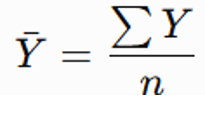 Ȳ = ∑Y / n